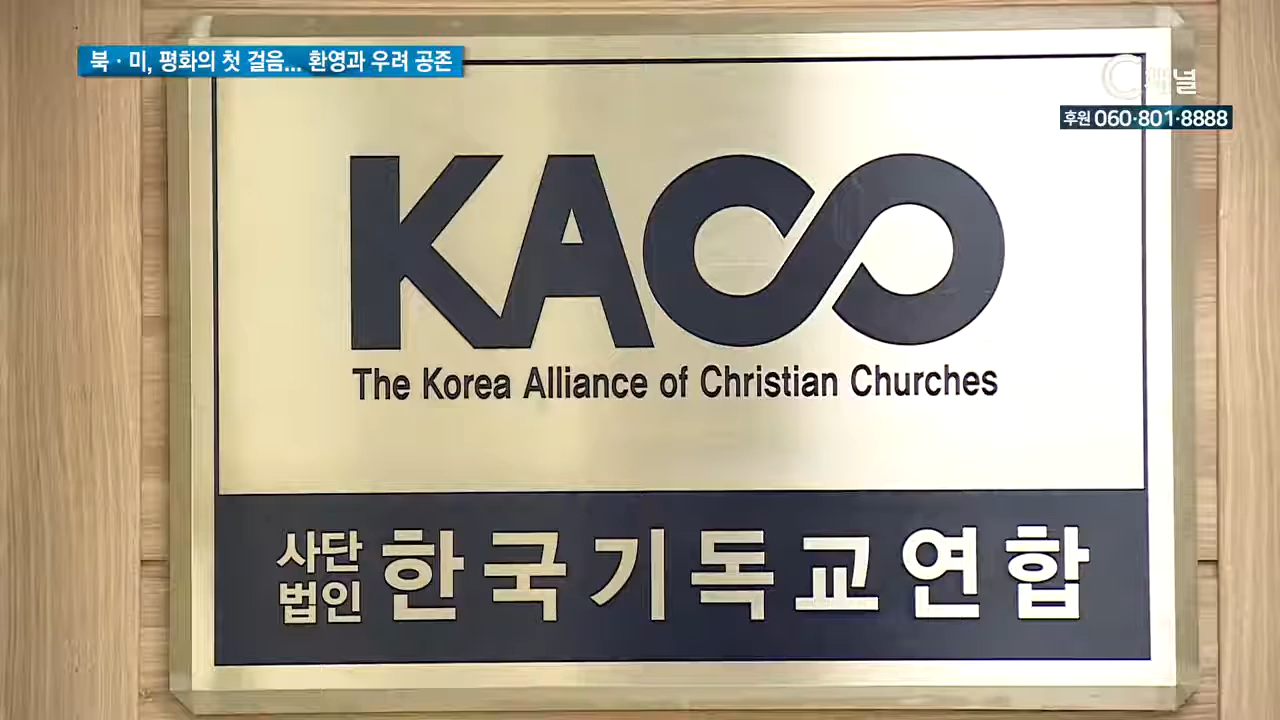 북·미, 평화의 첫 걸음... 환영과 우려 공존
C채널
후원 060·801·8888
KACC
The Korea Alliance of Christian Churches
사단법인 한국기독교연합